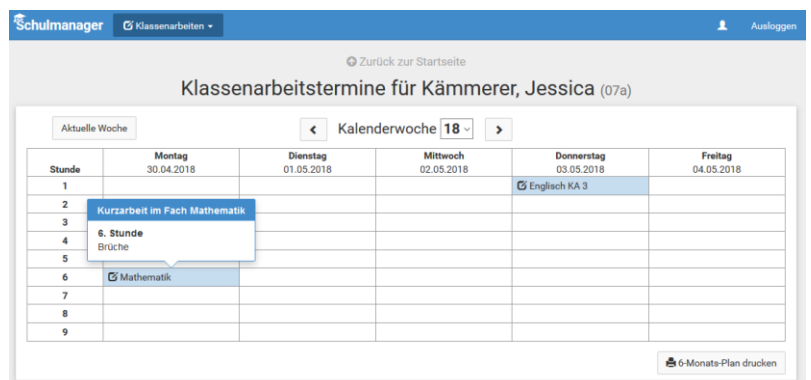 Schulmanager Klassenarbeiten Ausloggen
Zurück zur Startseite
Klassenarbeitstermine für Kämmerer, Jessica (07a)
Aktuelle Woche Kalenderwoche 18
Stunde Montag 30.04.2018 Dienstag 01.05.2018 Mittwoch 02.05.2018 Donnerstag 03.05.2018 Freitag 04.05.2018
1 Englisch KA 3
2
Kurzarbeit im Fach Mathematik
3
6. Stunde
4
Brüche
5
6 Mathematik
7
8
9
6-Monats-Plan drucken